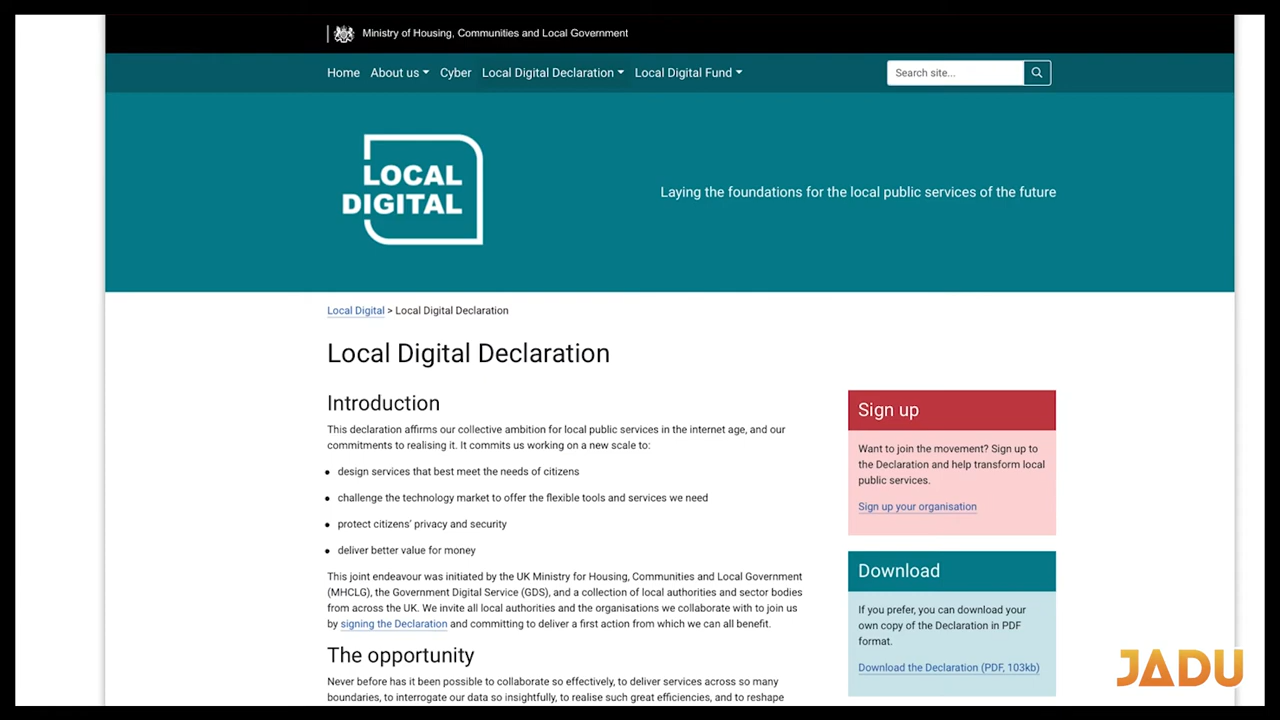 Ministry of Housing, Communities and Local Government
Home About us Cyber Local Digital Declaration Local Digital Fund Search site...
LOCAL
DIGITAL
Laying the foundations for the local public services of the future
Local Digital > Local Digital Declaration
Local Digital Declaration
Introduction
This declaration affirms our collective ambition for local public services in the internet age, and our
commitments to realising it. It commits us working on a new scale to:
• design services that best meet the needs of citizens
• challenge the technology market to offer the flexible tools and services we need
• protect citizens' privacy and security
• deliver better value for money
This joint endeavour was initiated by the UK Ministry for Housing, Communities and Local Government
(MHCLG), the Government Digital Service (GDS), and a collection of local authorities and sector bodies
from across the UK. We invite all local authorities and the organisations we collaborate with to join us
by signing the Declaration and committing to deliver a first action from which we can all benefit.
The opportunity
Never before has it been possible to collaborate so effectively, to deliver services across so many
boundaries, to interrogate our data so insightfully, to realise such great efficiencies, and to reshape
Sign up
Want to join the movement? Sign up to
the Declaration and help transform local
public services.
Sign up your organisation
Download
If you prefer, you can download your
own copy of the Declaration in PDF
format.
Download the Declaration (PDF, 103kb)
JADU